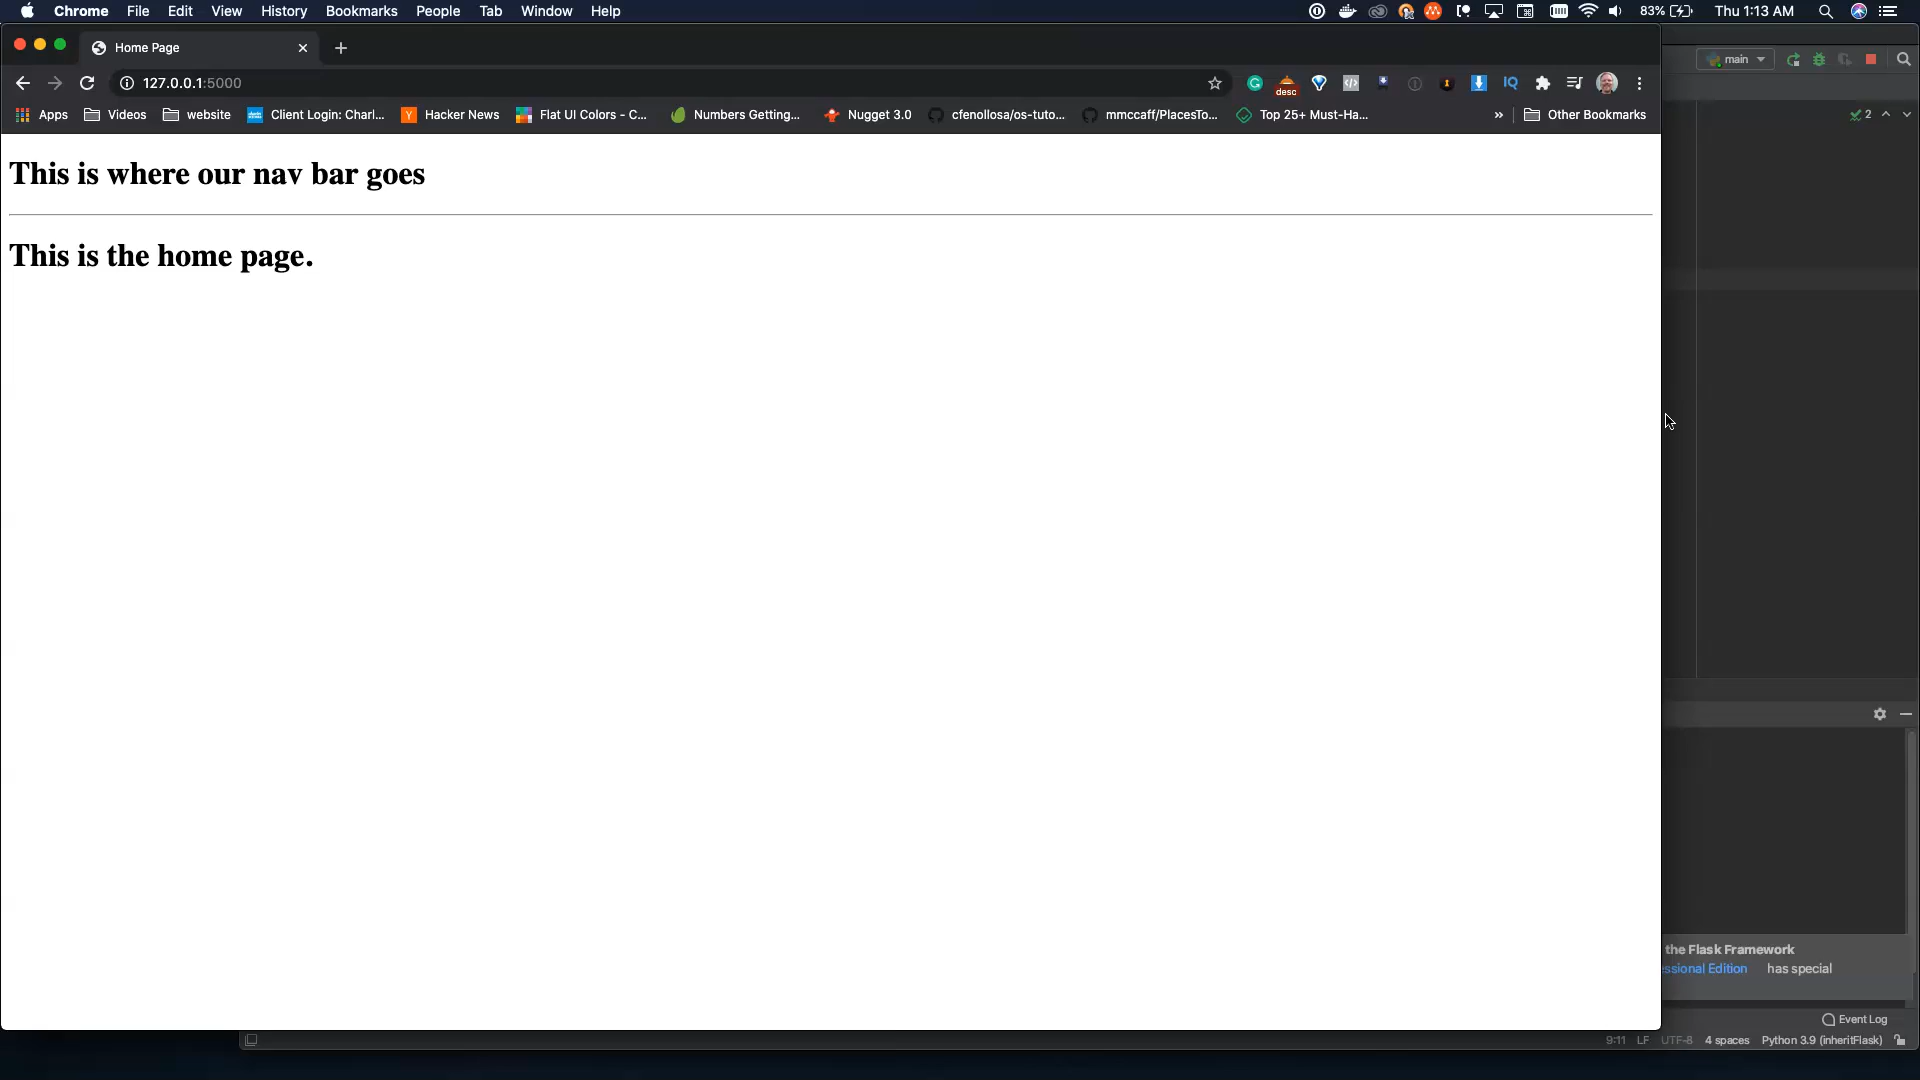 Chrome File Edit View History Bookmarks People Tab Window Help 83% Thu 1:13 AM
Home Page
main
127.0.0.1:5000
desc
IQ
Apps Videos website Client Login: Charl... Hacker News Flat UI Colors - C... Numbers Getting... Nugget 3.0 cfenollosa/os-tuto... mmccaff/PlacesTo... Top 25+ Must-Ha... » Other Bookmarks
2
This is where our nav bar goes
This is the home page.
the Flask Framework
essional Edition has special
Event Log
9:11 LF UTF-8 4 spaces Python 3.9 (inheritFlask)